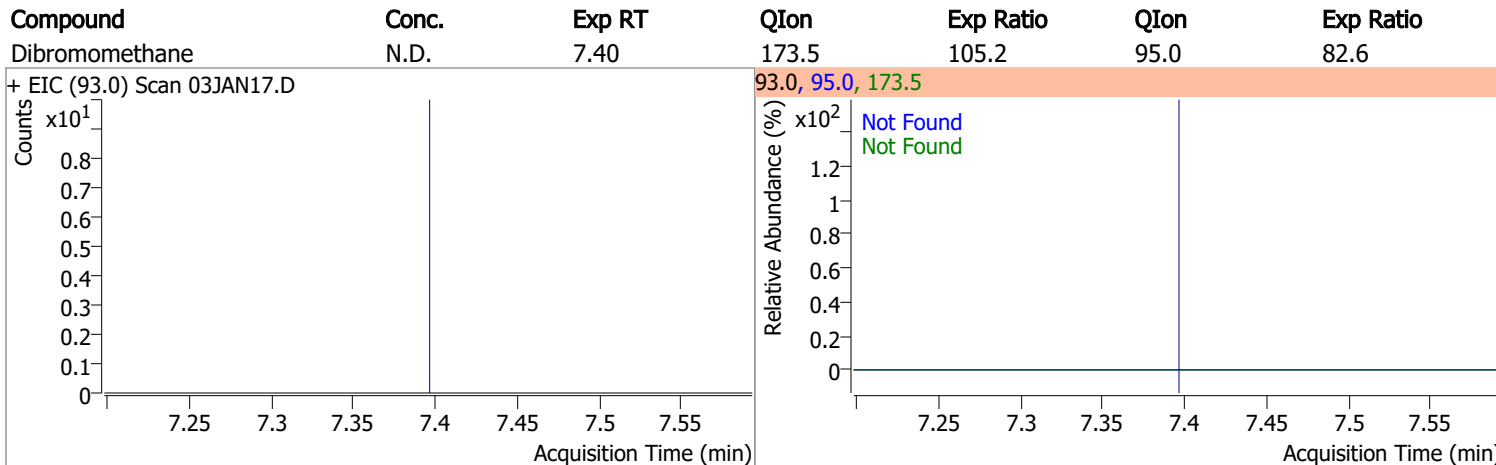 Compound Conc. Exp RT QIon Exp Ratio QIon Exp Ratio
Dibromomethane N.D. 7.40 173.5 105.2 95.0 82.6
+ EIC (93.0) Scan 03JAN17.D
Counts
x10¹
0.8
0.7
0.6
0.5
0.4
0.3
0.2
0.1
0
7.25 7.3 7.35 7.4 7.45 7.5 7.55
Acquisition Time (min)
93.0, 95.0, 173.5
Relative Abundance (%)
x10²
Not Found
Not Found
1.2
1
0.8
0.6
0.4
0.2
0
7.25 7.3 7.35 7.4 7.45 7.5 7.55
Acquisition Time (min)